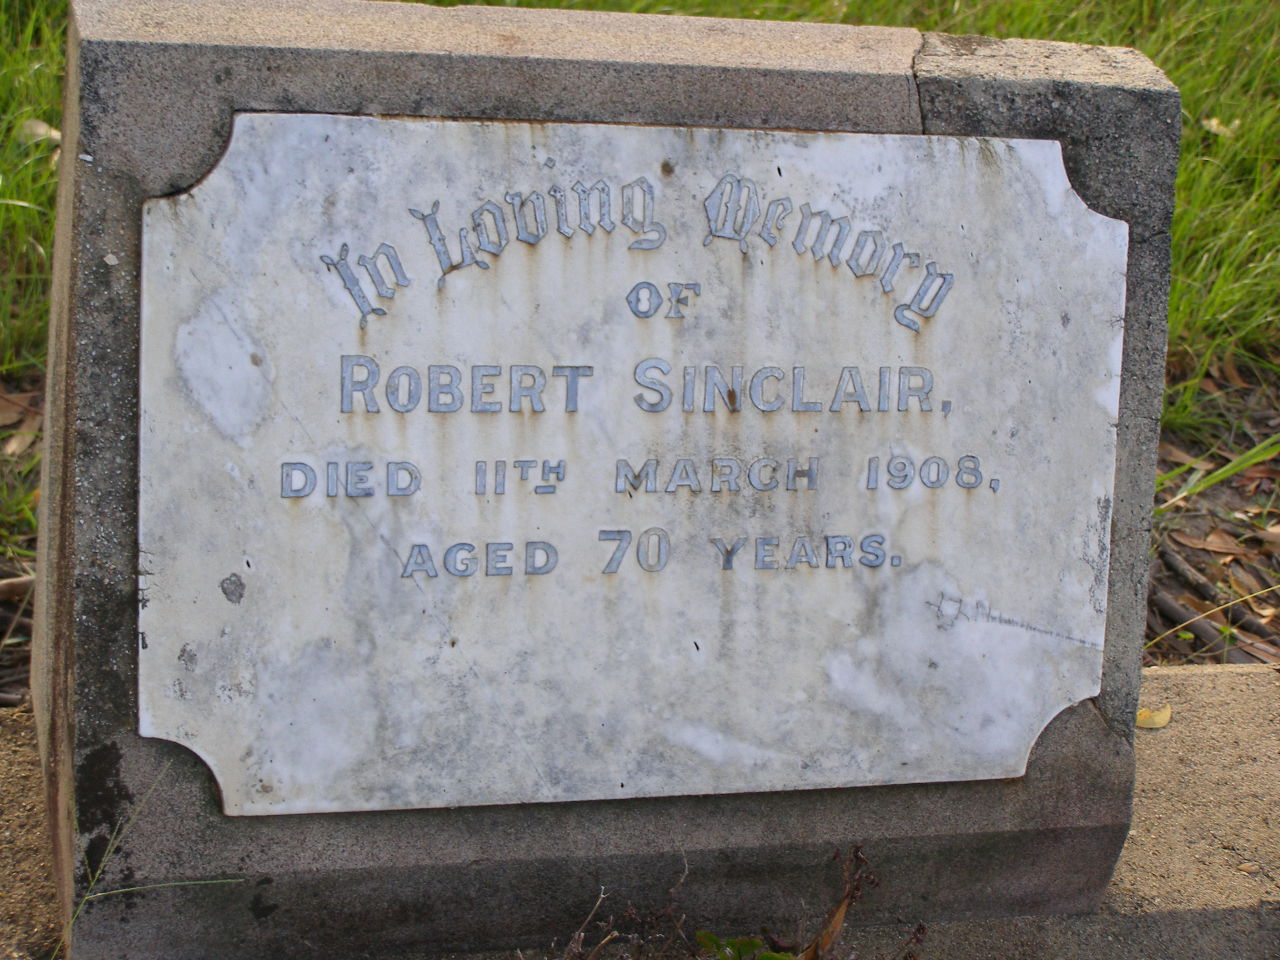 In Loving Memory
OF
ROBERT SINCLAIR,
DIED 11TH MARCH 1908,
AGED 70 YEARS.